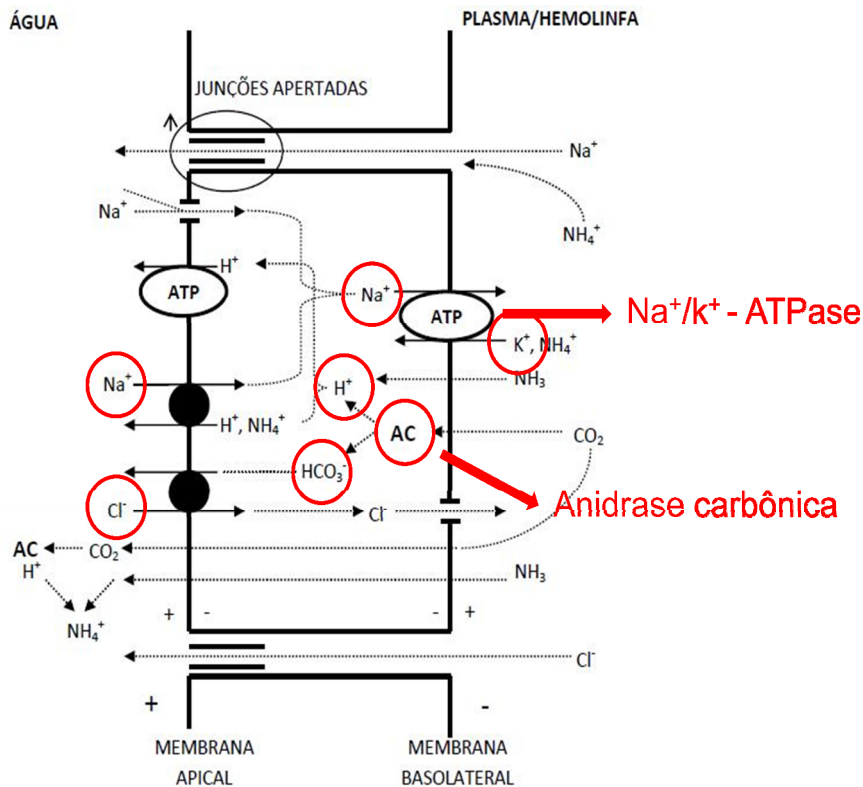 ÁGUA
PLASMA/HEMOLINFA
JUNÇÕES APERTADAS
Na⁺
NH₄⁺
Na⁺
H⁺
ATP
Na⁺
ATP
Na⁺/k⁺ - ATPase
K⁺, NH₄⁺
Na⁺
H⁺
NH₃
H⁺, NH₄⁺
AC
CO₂
HCO₃⁻
Cl⁻
Cl⁻
Anidrase carbônica
AC
CO₂
H⁺
NH₃
+ -
- +
NH₄⁺
Cl⁻
+
-
MEMBRANA
APICAL
MEMBRANA
BASOLATERAL